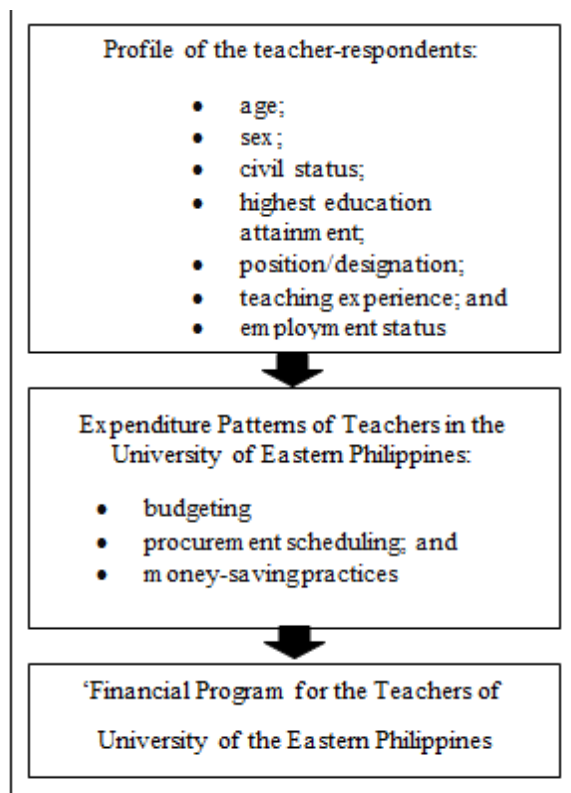 Profile of the teacher-respondents:
• age;
• sex;
• civil status;
• highest education
attainment;
• position/designation;
• teaching experience; and
• employment status
Expenditure Patterns of Teachers in the
University of Eastern Philippines:
• budgeting
• procurement scheduling; and
• money-saving practices
‘Financial Program for the Teachers of
University of the Eastern Philippines